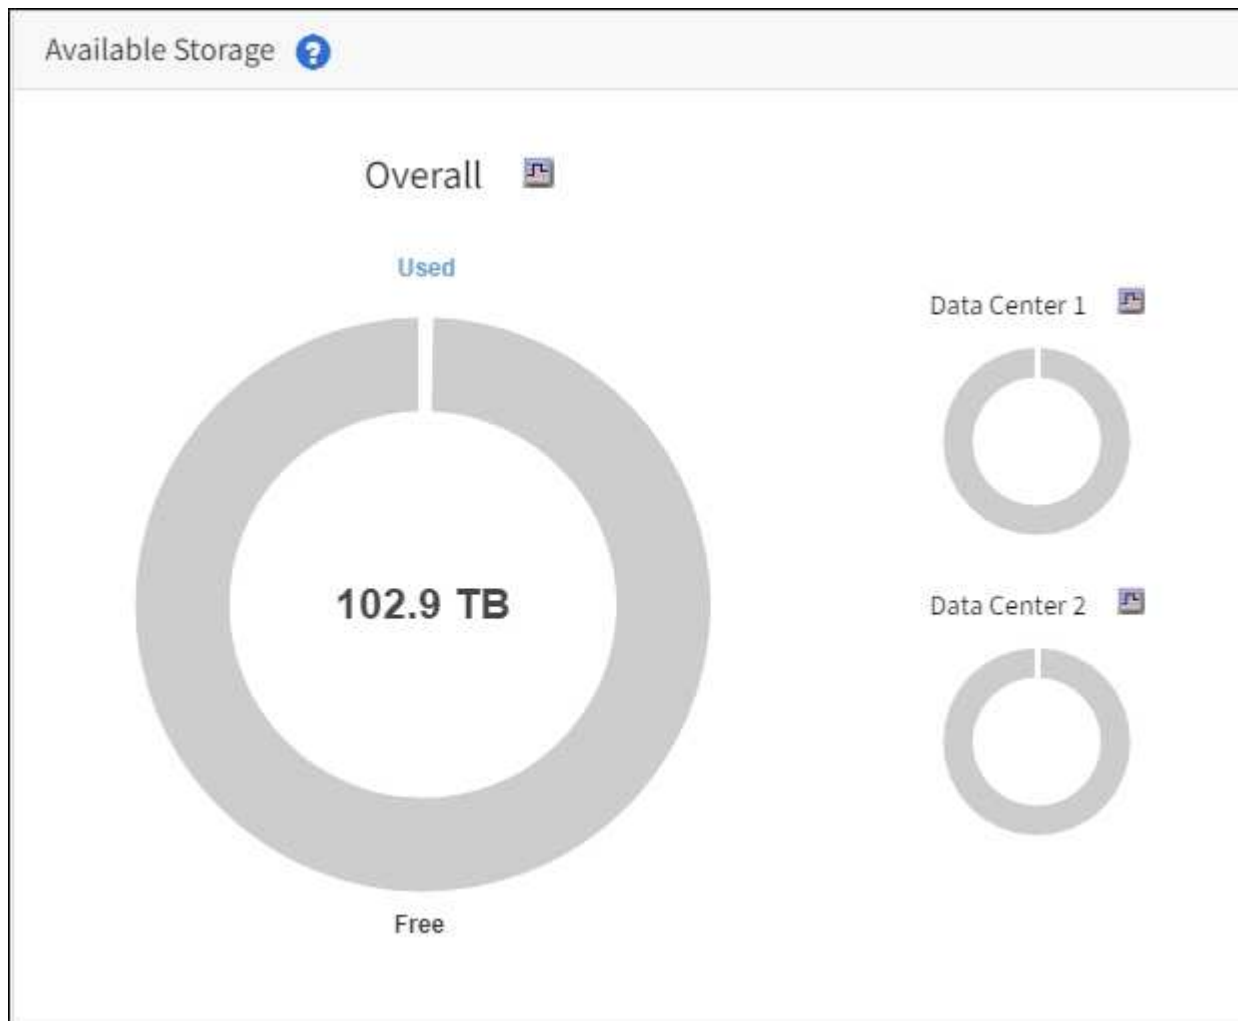 Available Storage ?
Overall
Used
102.9 TB
Free
Data Center 1
Data Center 2